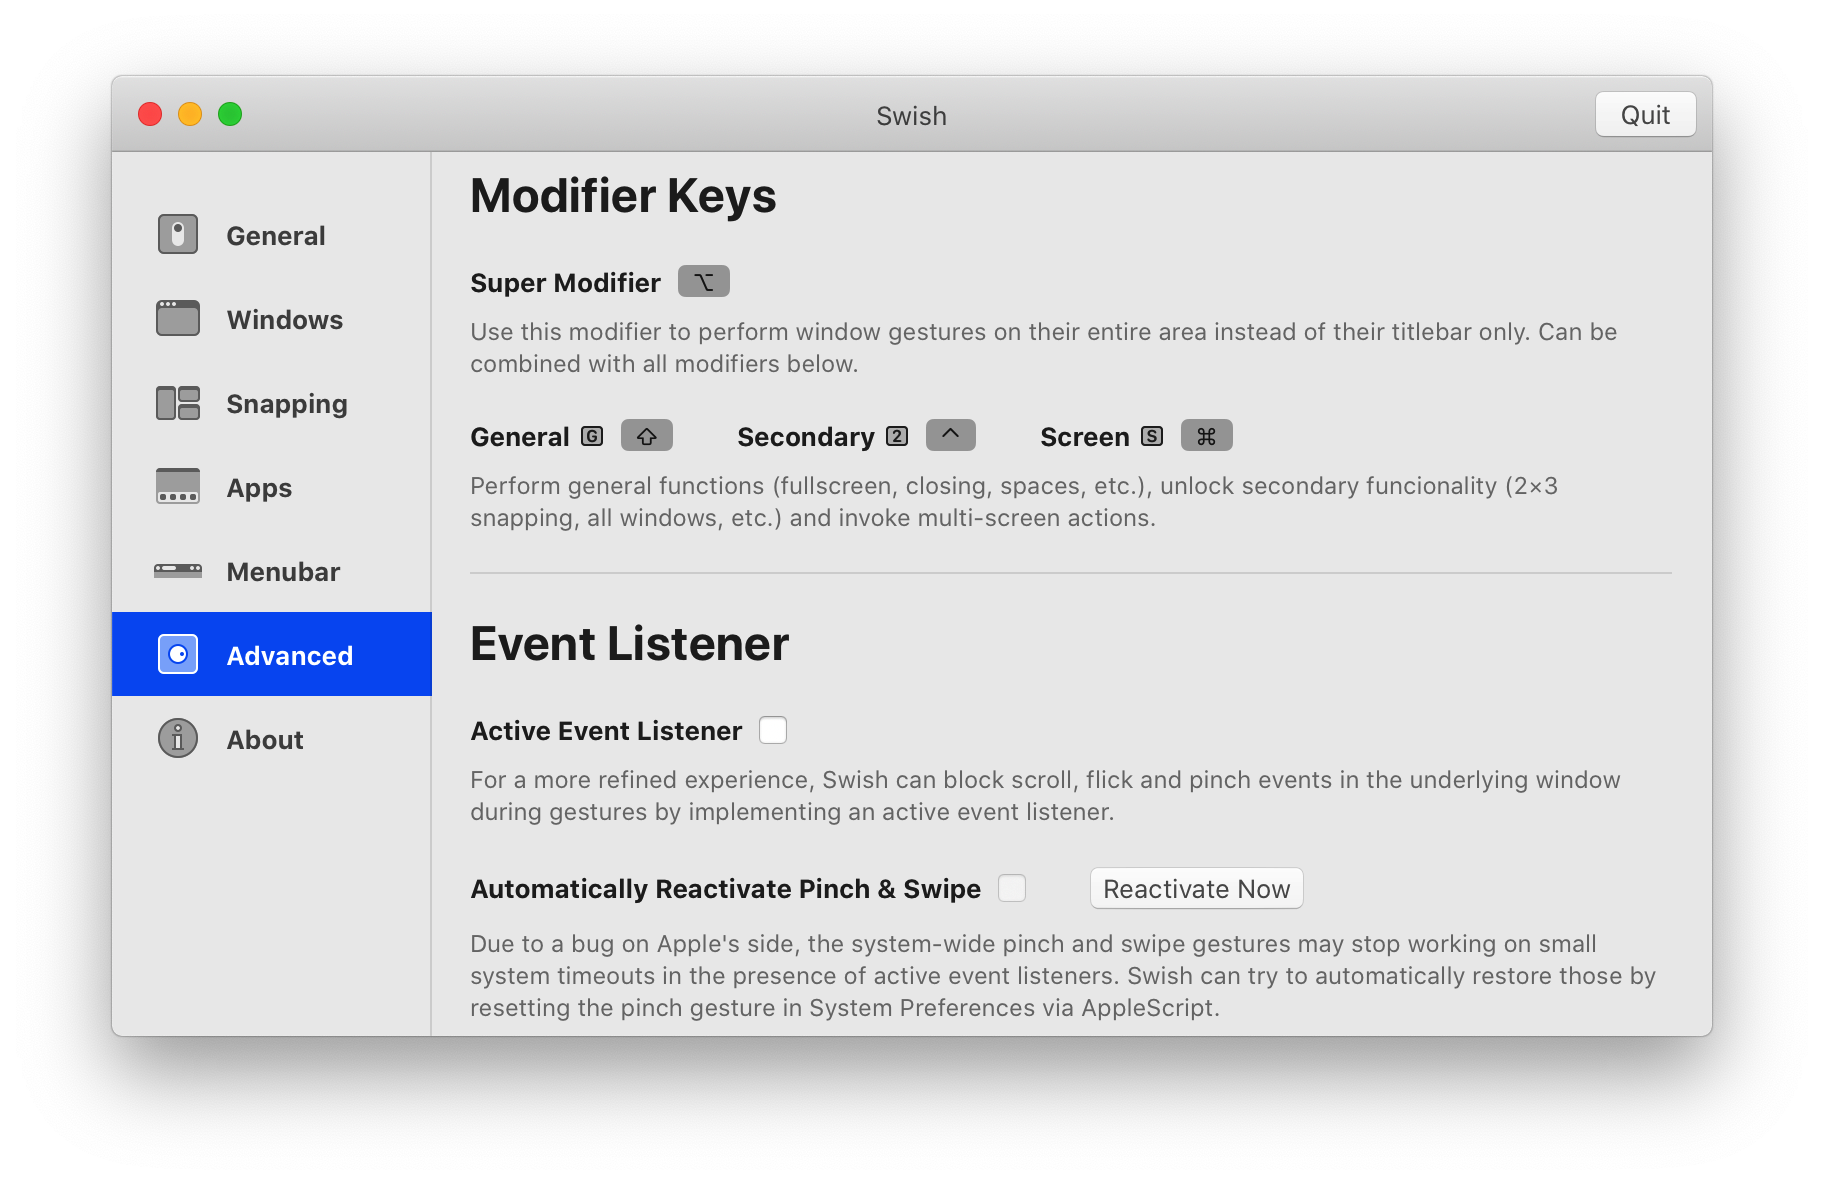 Swish
Quit
General
Windows
Snapping
Apps
Menubar
Advanced
About
Modifier Keys
Super Modifier ⌥
Use this modifier to perform window gestures on their entire area instead of their titlebar only. Can be
combined with all modifiers below.
General G ⇧ Secondary 2 ^ Screen S ⌘
Perform general functions (fullscreen, closing, spaces, etc.), unlock secondary funcionality (2×3
snapping, all windows, etc.) and invoke multi-screen actions.
Event Listener
Active Event Listener
For a more refined experience, Swish can block scroll, flick and pinch events in the underlying window
during gestures by implementing an active event listener.
Automatically Reactivate Pinch & Swipe Reactivate Now
Due to a bug on Apple's side, the system-wide pinch and swipe gestures may stop working on small
system timeouts in the presence of active event listeners. Swish can try to automatically restore those by
resetting the pinch gesture in System Preferences via AppleScript.